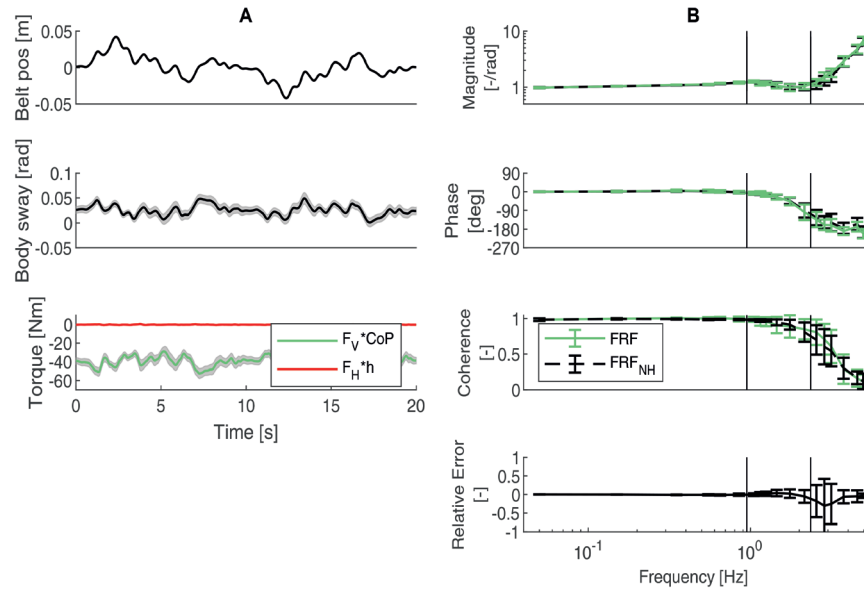 A
Belt pos [m]
0.05
0
-0.05
Body sway [rad]
0.1
0.05
0
-0.05
Torque [Nm]
0
-20
-40
-60
F_V*CoP
F_H*h
0
5
10
15
20
Time [s]
B
Magnitude
[-/rad]
10
1
Phase
[deg]
90
0
-90
-180
-270
Coherence
[-]
1
0.5
0
FRF
FRF_NH
Relative Error
[-]
1
0.5
0
-0.5
-1
10^-1
10^0
Frequency [Hz]